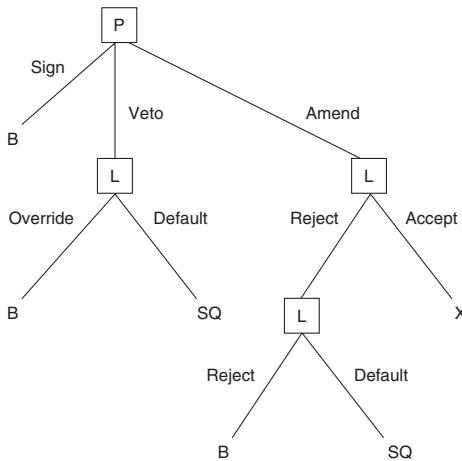 P
Sign
Veto
Amend
B
L
L
Override
Default
Reject
Accept
B
SQ
L
X
Reject
Default
B
SQ